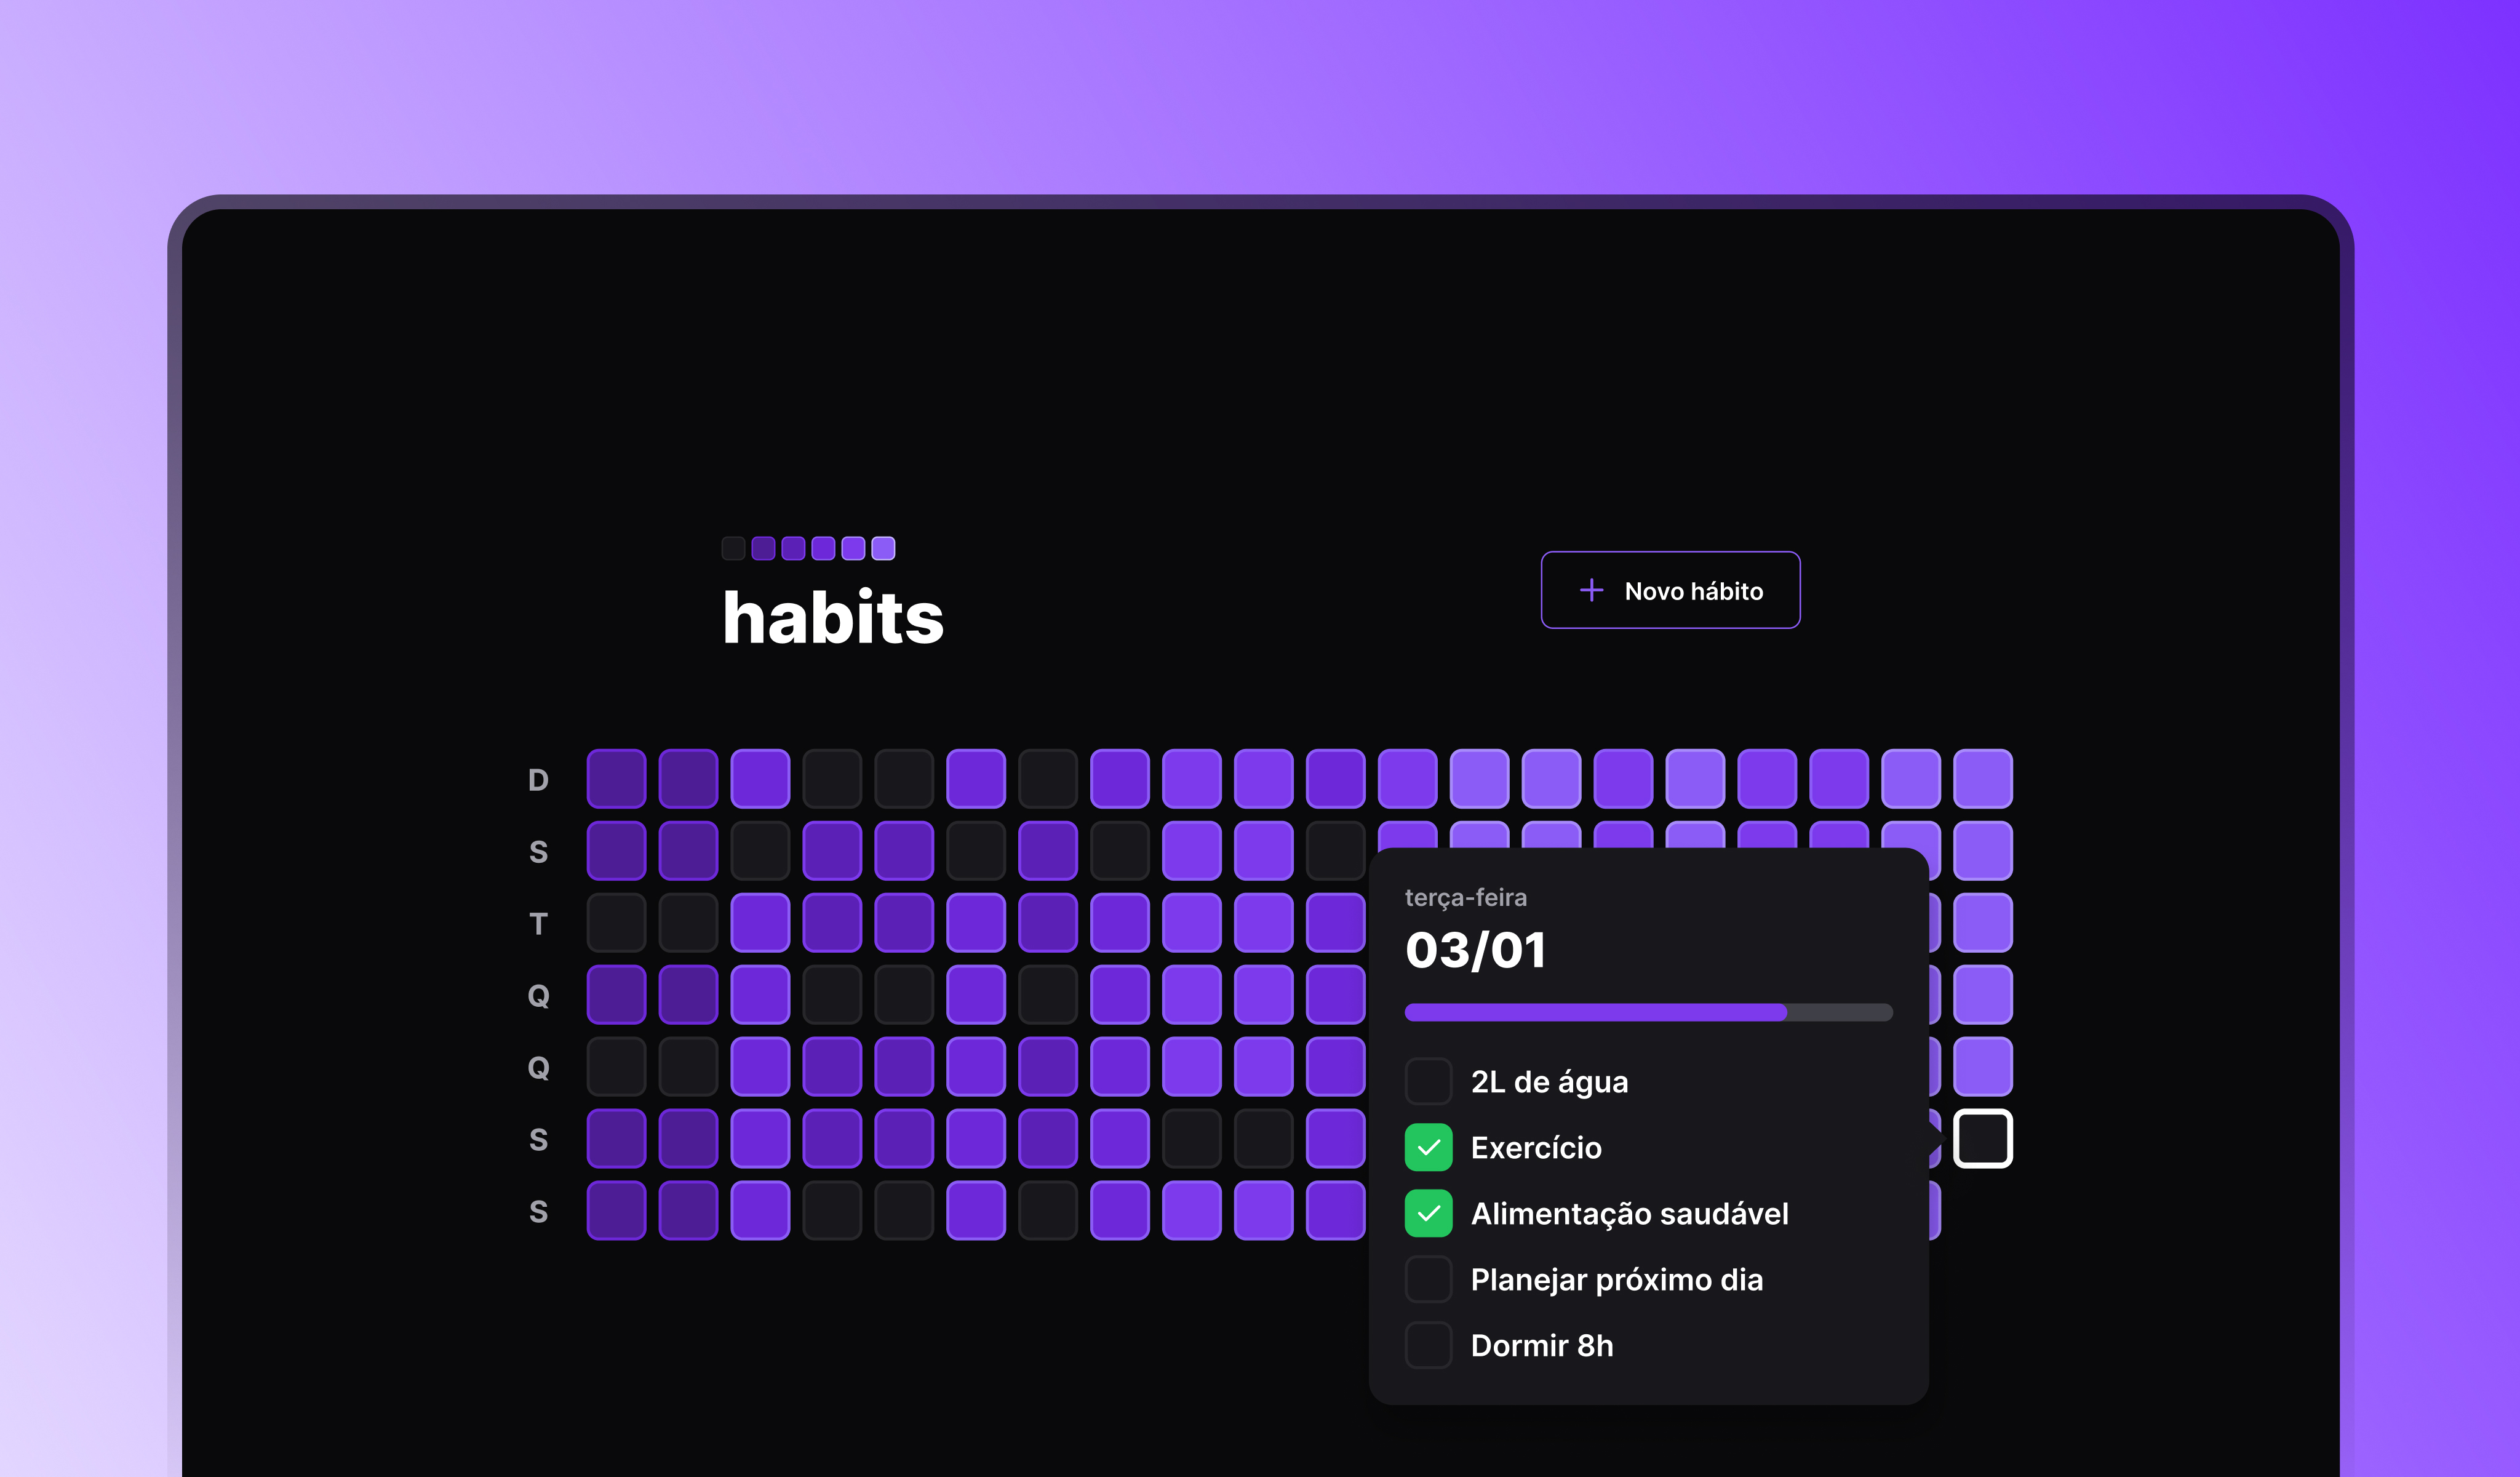 habits
Novo hábito
D
S
T
Q
Q
S
S
terça-feira
03/01
2L de água
Exercício
Alimentação saudável
Planejar próximo dia
Dormir 8h